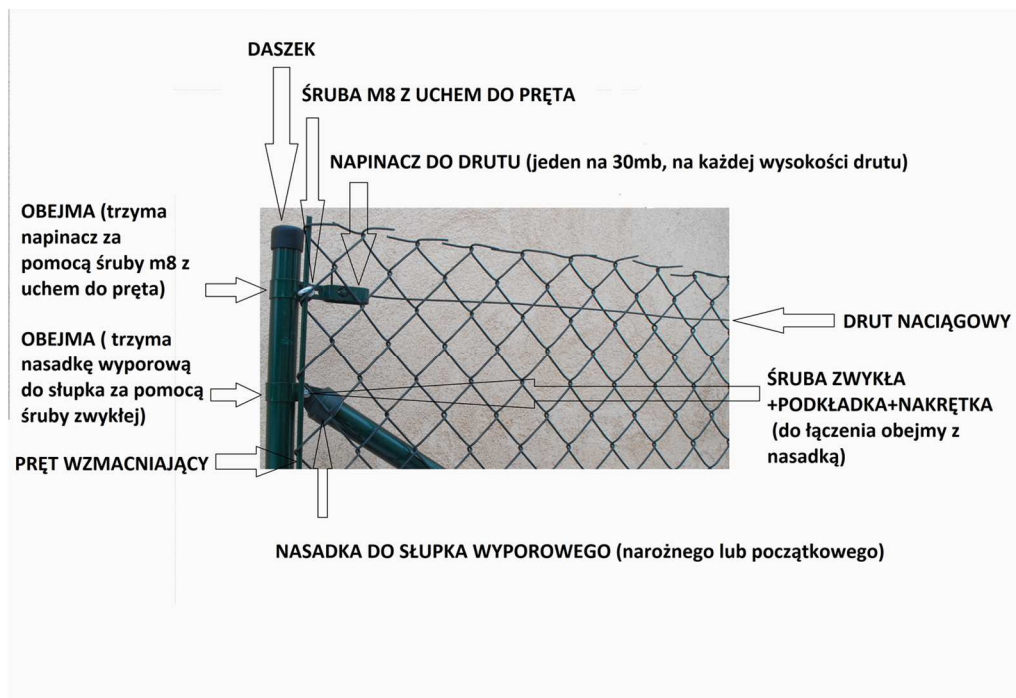 DASZEK
ŚRUBA M8 Z UCHEM DO PRĘTA
NAPINACZ DO DRUTU (jeden na 30mb, na każdej wysokości drutu)
OBEJMA (trzyma
napinacz za
pomocą śruby m8 z
uchem do pręta)
OBEJMA ( trzyma
nasadkę wyporową
do słupka za pomocą
śruby zwykłej)
PRĘT WZMACNIAJĄCY
DRUT NACIĄGOWY
ŚRUBA ZWYKŁA
+PODKŁADKA+NAKRĘTKA
(do łączenia obejmy z
nasadką)
NASADKA DO SŁUPKA WYPOROWEGO (narożnego lub początkowego)